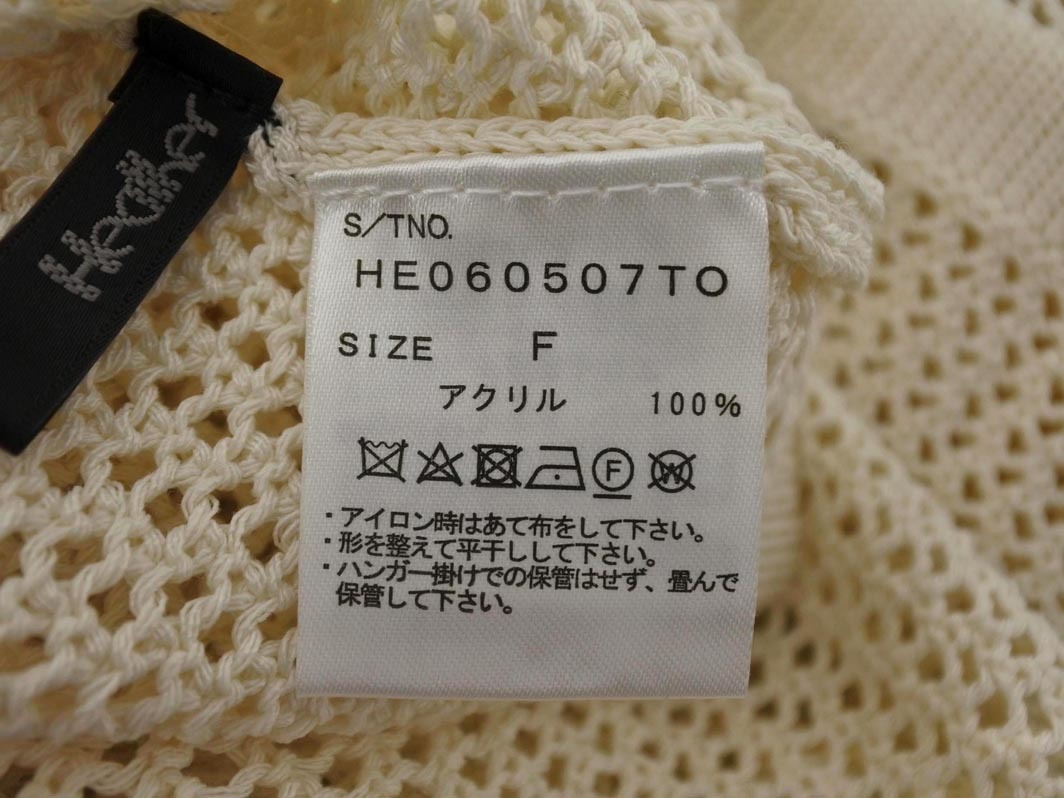 Heather
S/TNO.
HE060507TO
SIZE F
アクリル 100%
F W
・アイロン時はあて布をして下さい。
・形を整えて平干しして下さい。
・ハンガー掛けでの保管はせず、畳んで
保管して下さい。